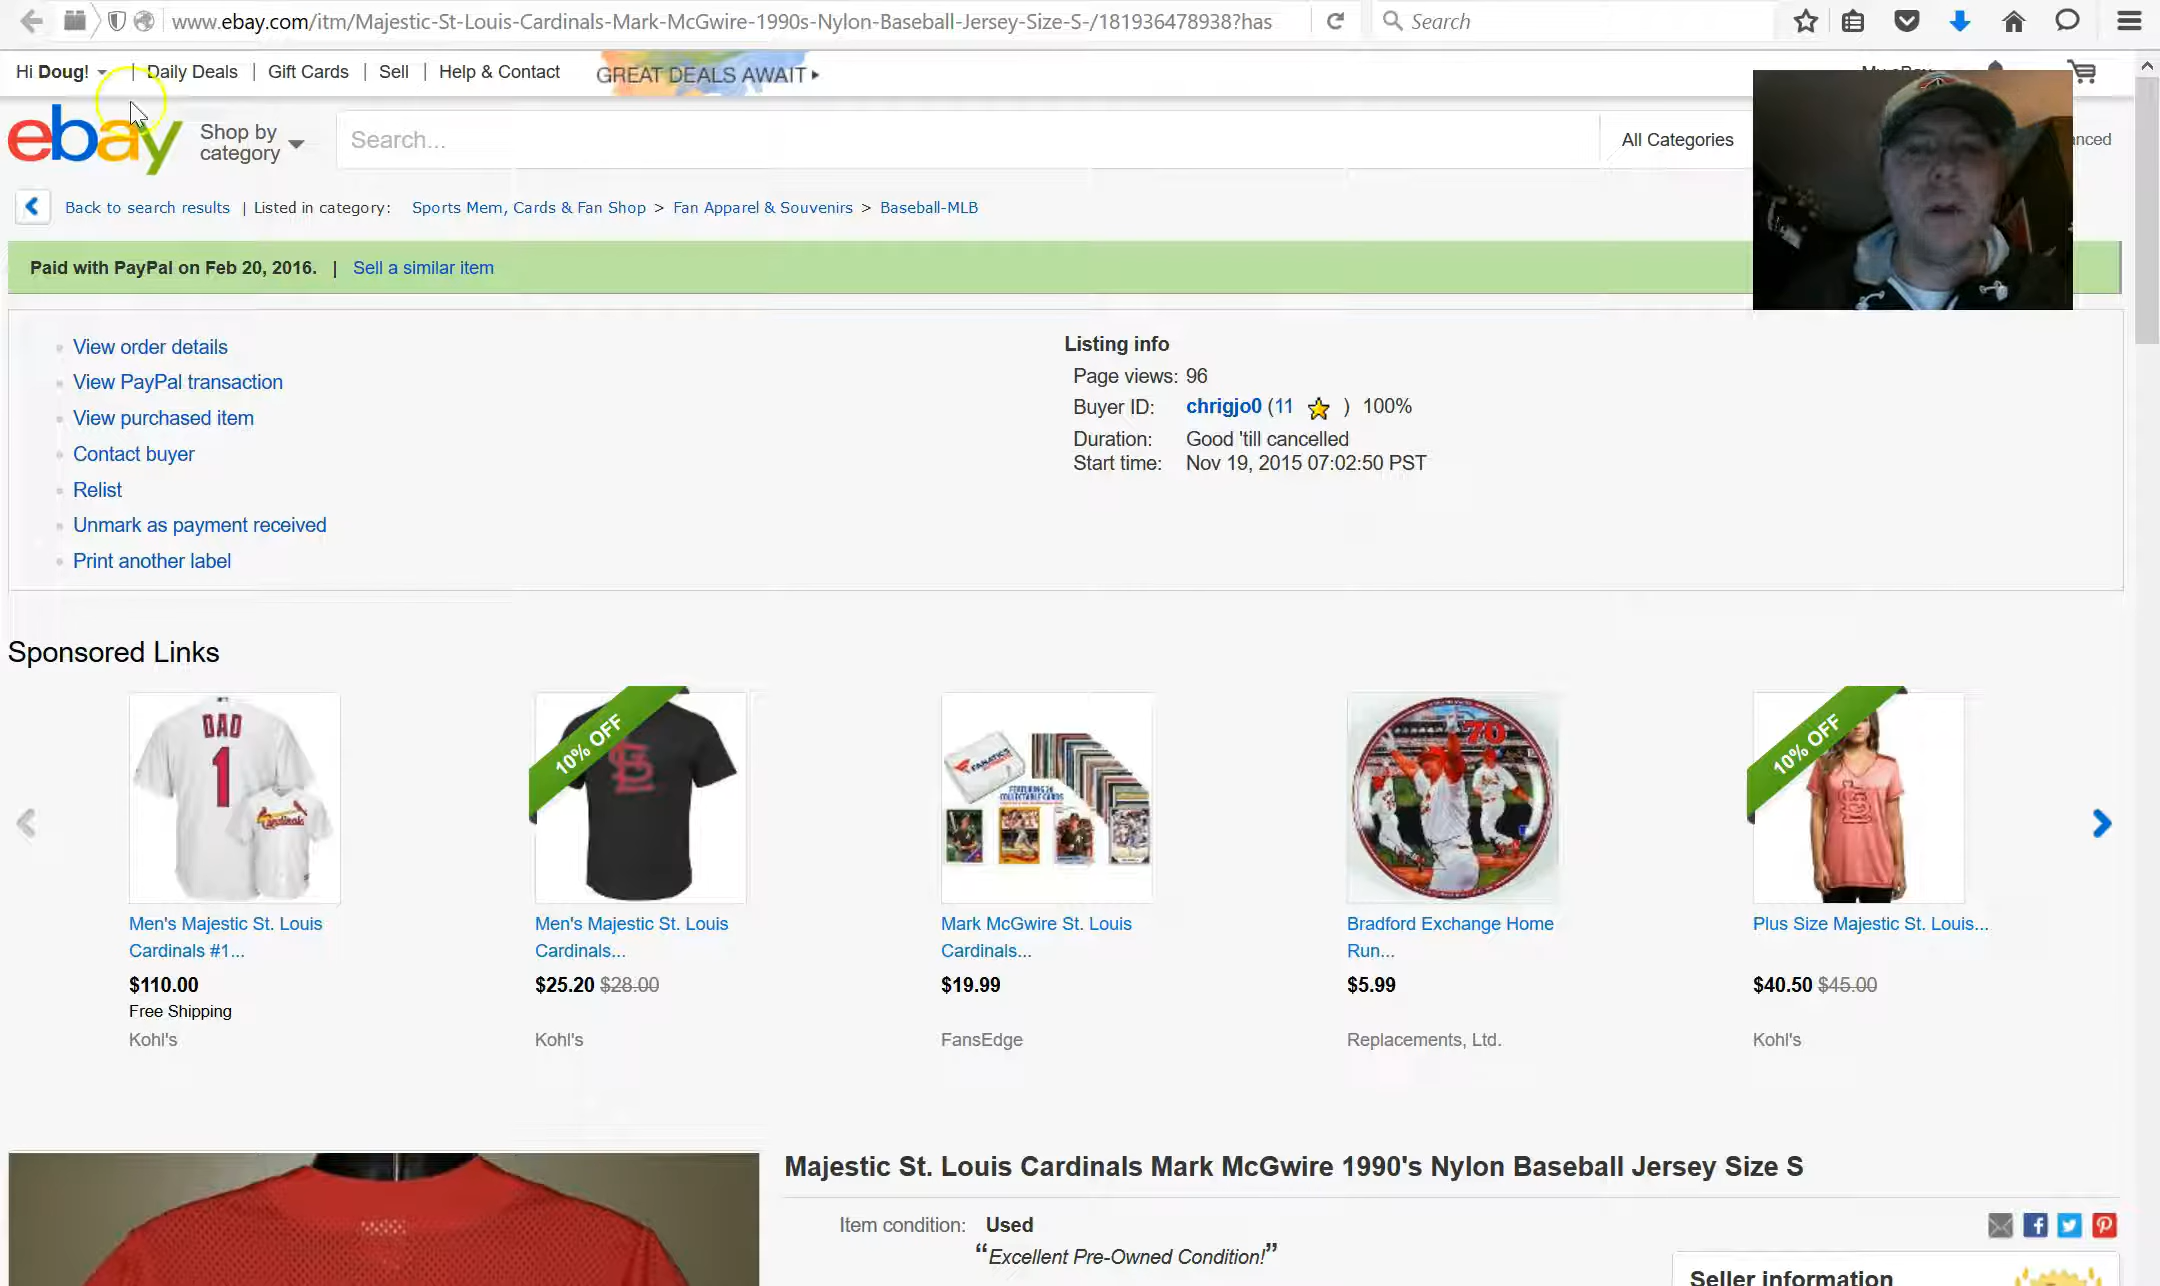 www.ebay.com/itm/Majestic-St-Louis-Cardinals-Mark-McGwire-1990s-Nylon-Baseball-Jersey-Size-S-/181936478938?has
Search
Hi Doug! | Daily Deals | Gift Cards | Sell | Help & Contact
GREAT DEALS AWAIT
My eBay
ebay
Shop by
category
Search...
All Categories
anced
Back to search results | Listed in category: Sports Mem, Cards & Fan Shop > Fan Apparel & Souvenirs > Baseball-MLB
Paid with PayPal on Feb 20, 2016. | Sell a similar item
View order details
View PayPal transaction
View purchased item
Contact buyer
Relist
Unmark as payment received
Print another label
Listing info
Page views: 96
Buyer ID: chrigjo0 (11 ) 100%
Duration: Good 'till cancelled
Start time: Nov 19, 2015 07:02:50 PST
Sponsored Links
DAD
1
Cardinals
Men's Majestic St. Louis
Cardinals #1...
$110.00
Free Shipping
Kohl's
10% OFF
Men's Majestic St. Louis
Cardinals...
$25.20 $28.00
Kohl's
FANATICS
Mark McGwire St. Louis
Cardinals...
$19.99
FansEdge
70
Bradford Exchange Home
Run...
$5.99
Replacements, Ltd.
10% OFF
Plus Size Majestic St. Louis...
$40.50 $45.00
Kohl's
Majestic St. Louis Cardinals Mark McGwire 1990's Nylon Baseball Jersey Size S
Item condition: Used
“Excellent Pre-Owned Condition!”
Seller information